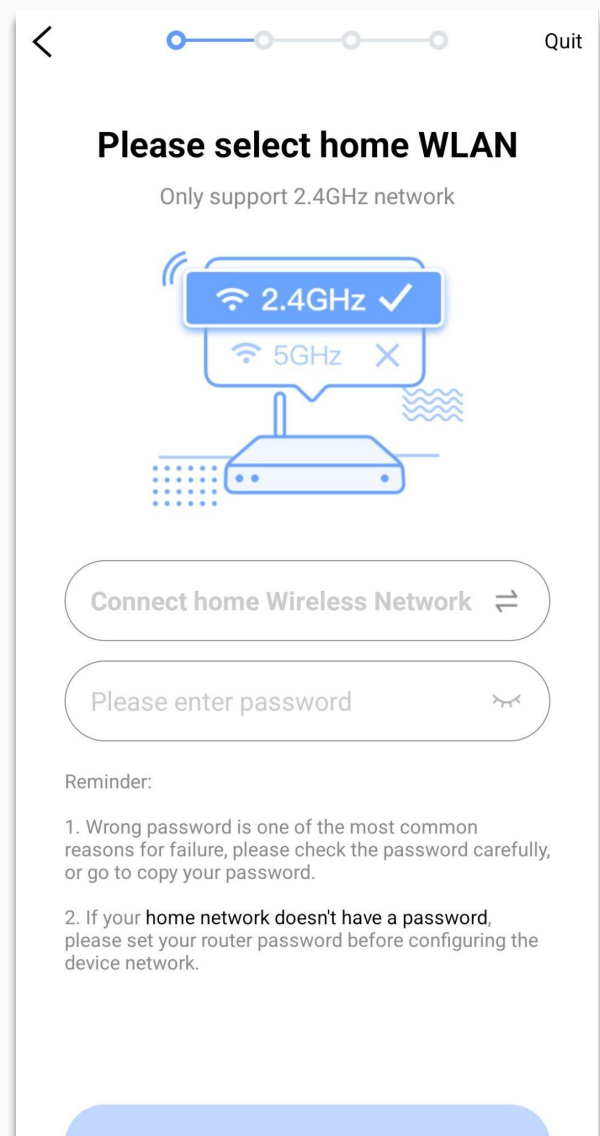 Quit
Please select home WLAN
Only support 2.4GHz network
2.4GHz
5GHz
Connect home Wireless Network
Please enter password
Reminder:
1. Wrong password is one of the most common
reasons for failure, please check the password carefully,
or go to copy your password.
2. If your home network doesn't have a password,
please set your router password before configuring the
device network.